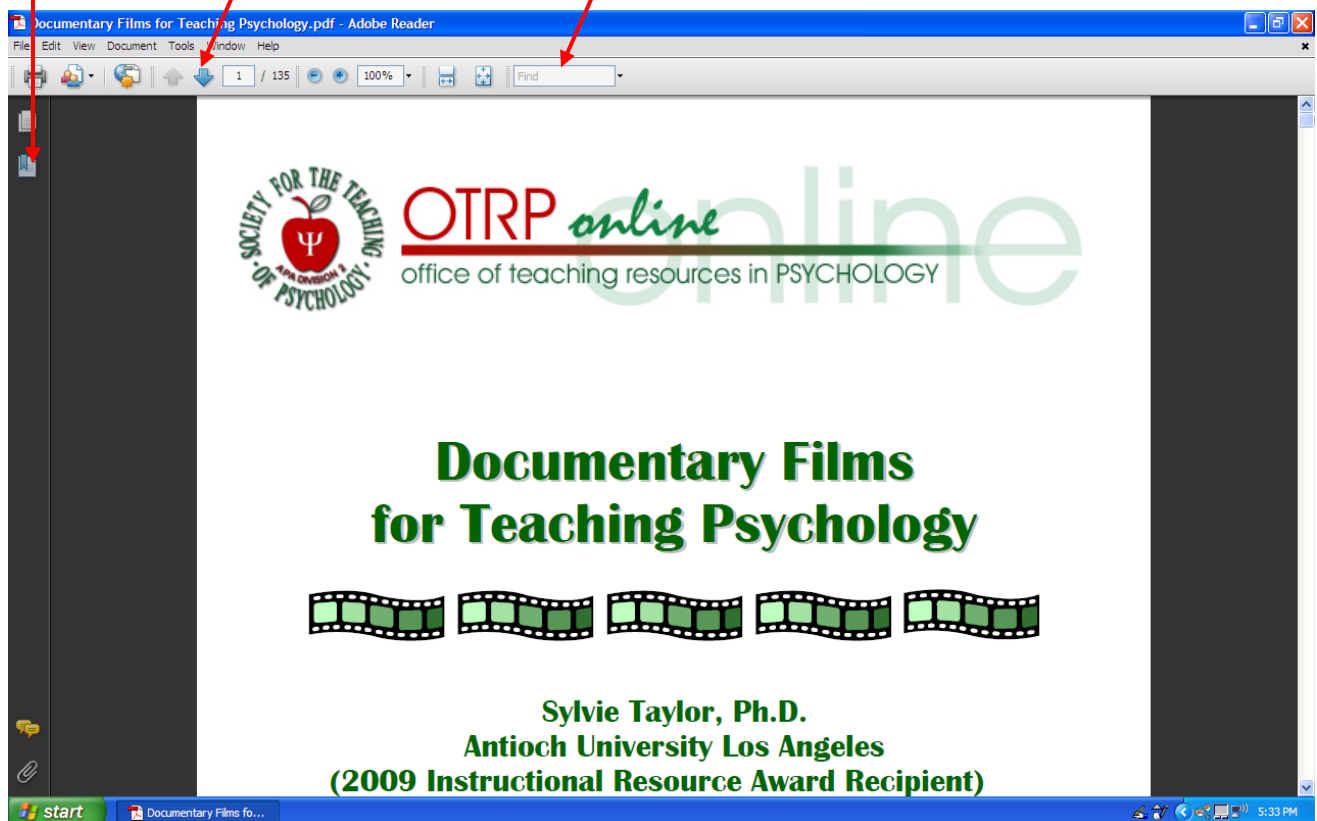 Documentary Films for Teaching Psychology.pdf - Adobe Reader
File Edit View Document Tools Window Help
1 / 135 100% Find
SOCIETY FOR THE TEACHING OF PSYCHOLOGY
Ψ
APA DIVISION 2
online
OTRP online
office of teaching resources in PSYCHOLOGY
Documentary Films
for Teaching Psychology
Sylvie Taylor, Ph.D.
Antioch University Los Angeles
(2009 Instructional Resource Award Recipient)
start Documentary Films fo... 5:33 PM